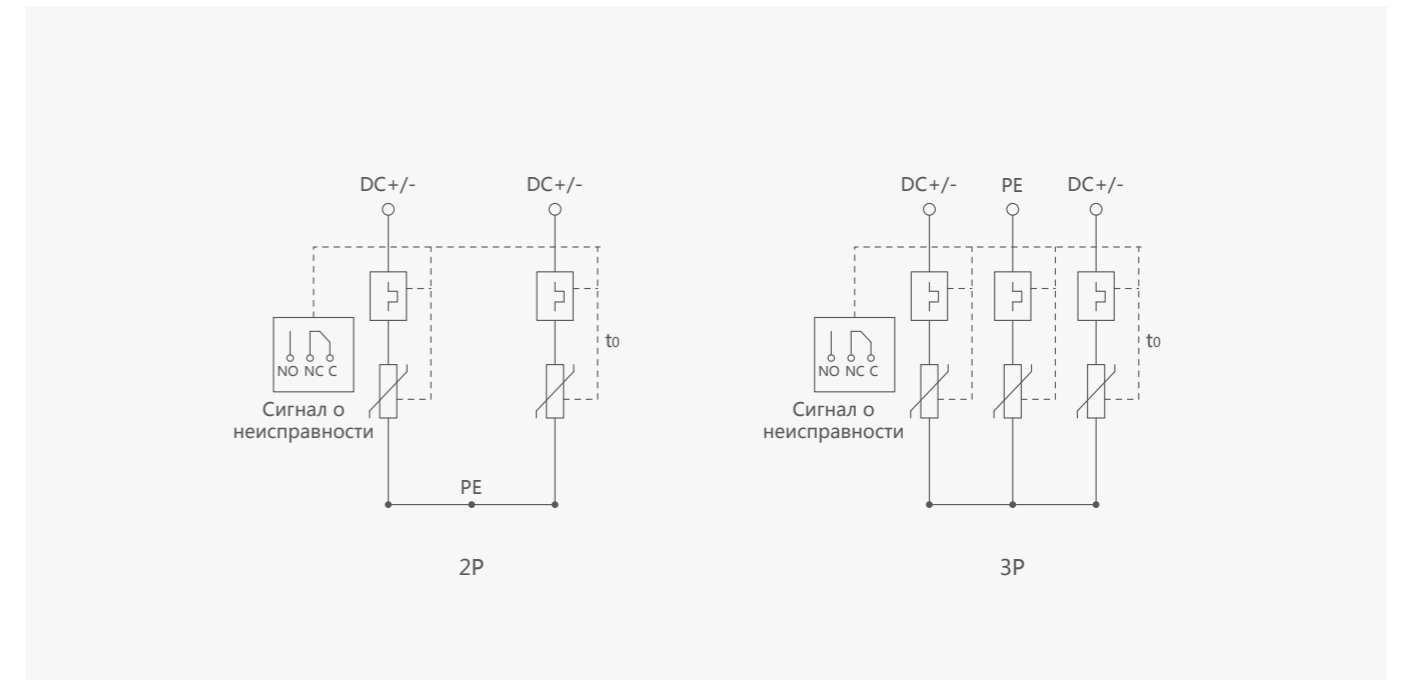 DC+/- DC+/-
t0
NO NC C
Сигнал о
неисправности
PE
2P
DC+/- PE DC+/-
t0
NO NC C
Сигнал о
неисправности
3P